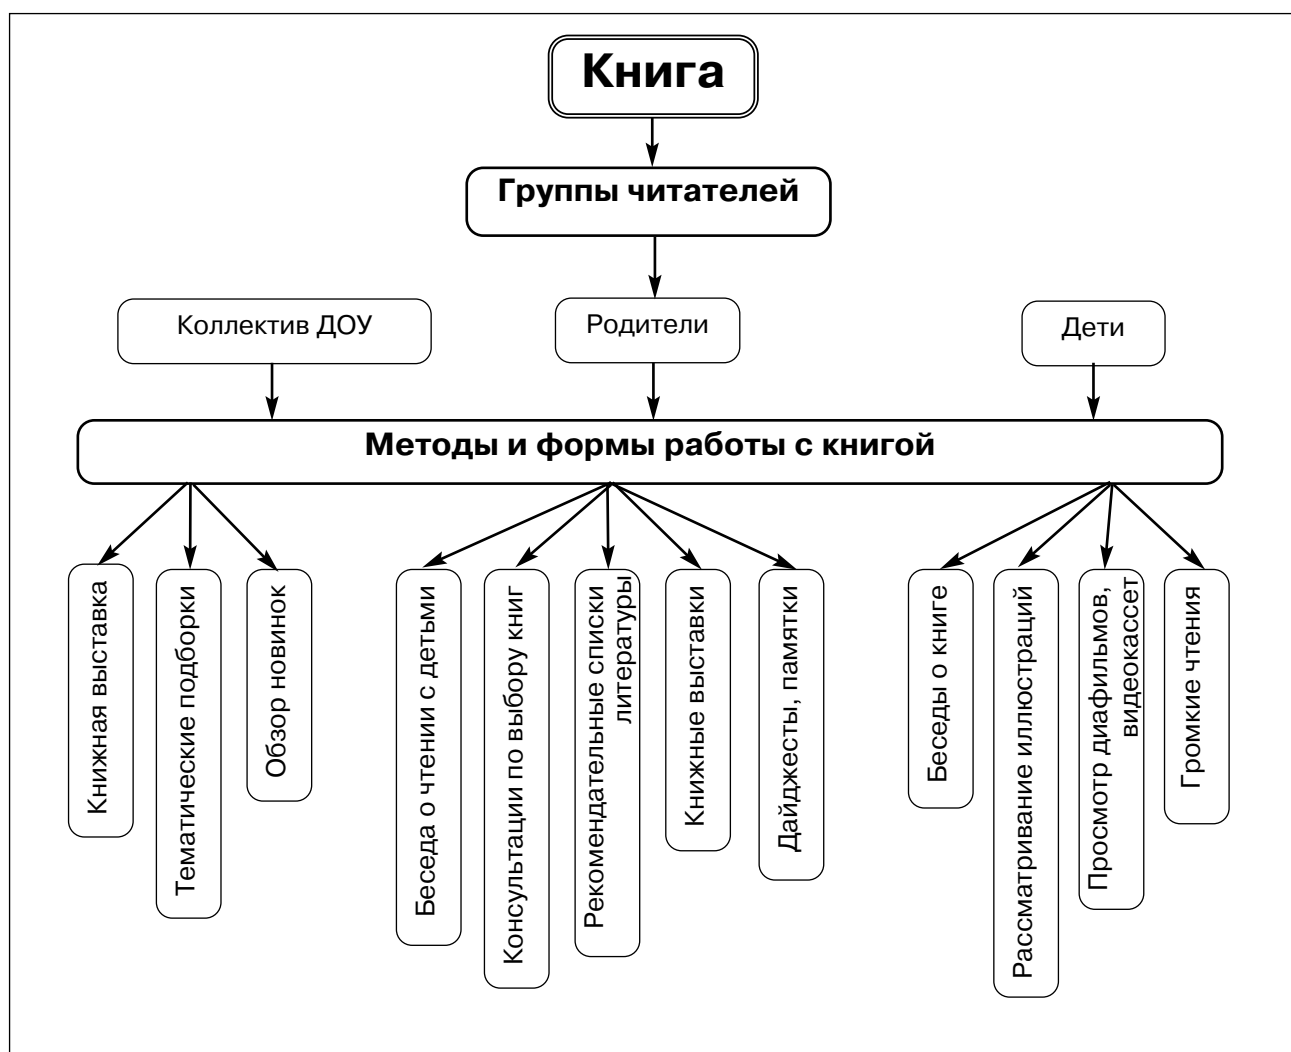 Книга
Группы читателей
Коллектив ДОУ
Родители
Дети
Методы и формы работы с книгой
Книжная выставка
Тематические подборки
Обзор новинок
Беседа о чтении с детьми
Консультации по выбору книг
Рекомендательные списки
литературы
Книжные выставки
Дайджесты, памятки
Беседы о книге
Рассматривание иллюстраций
Просмотр диафильмов,
видеокассет
Громкие чтения